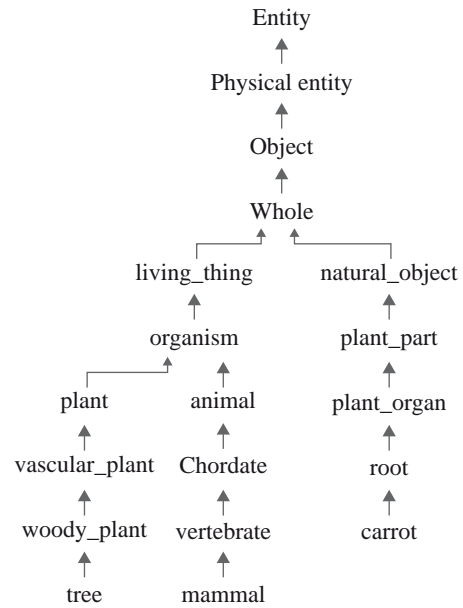 Entity
Physical entity
Object
Whole
living_thing natural_object
organism plant_part
plant animal plant_organ
vascular_plant Chordate root
woody_plant vertebrate carrot
tree mammal